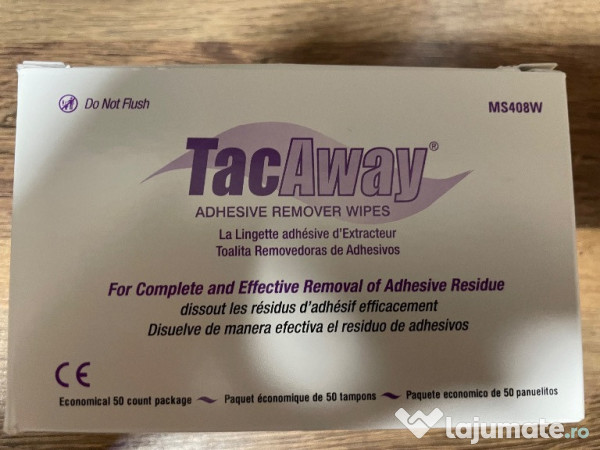 Do Not Flush
MS408W
TacAway®
ADHESIVE REMOVER WIPES
La Lingette adhésive d'Extracteur
Toalita Removedoras de Adhesivos
For Complete and Effective Removal of Adhesive Residue
dissout les résidus d'adhésif efficacement
Disuelve de manera efectiva el residuo de adhesivos
CE
Economical 50 count package ~ Paquet économique de 50 tampons ~ Paquete economico de 50 panuelitos
lajumate.ro